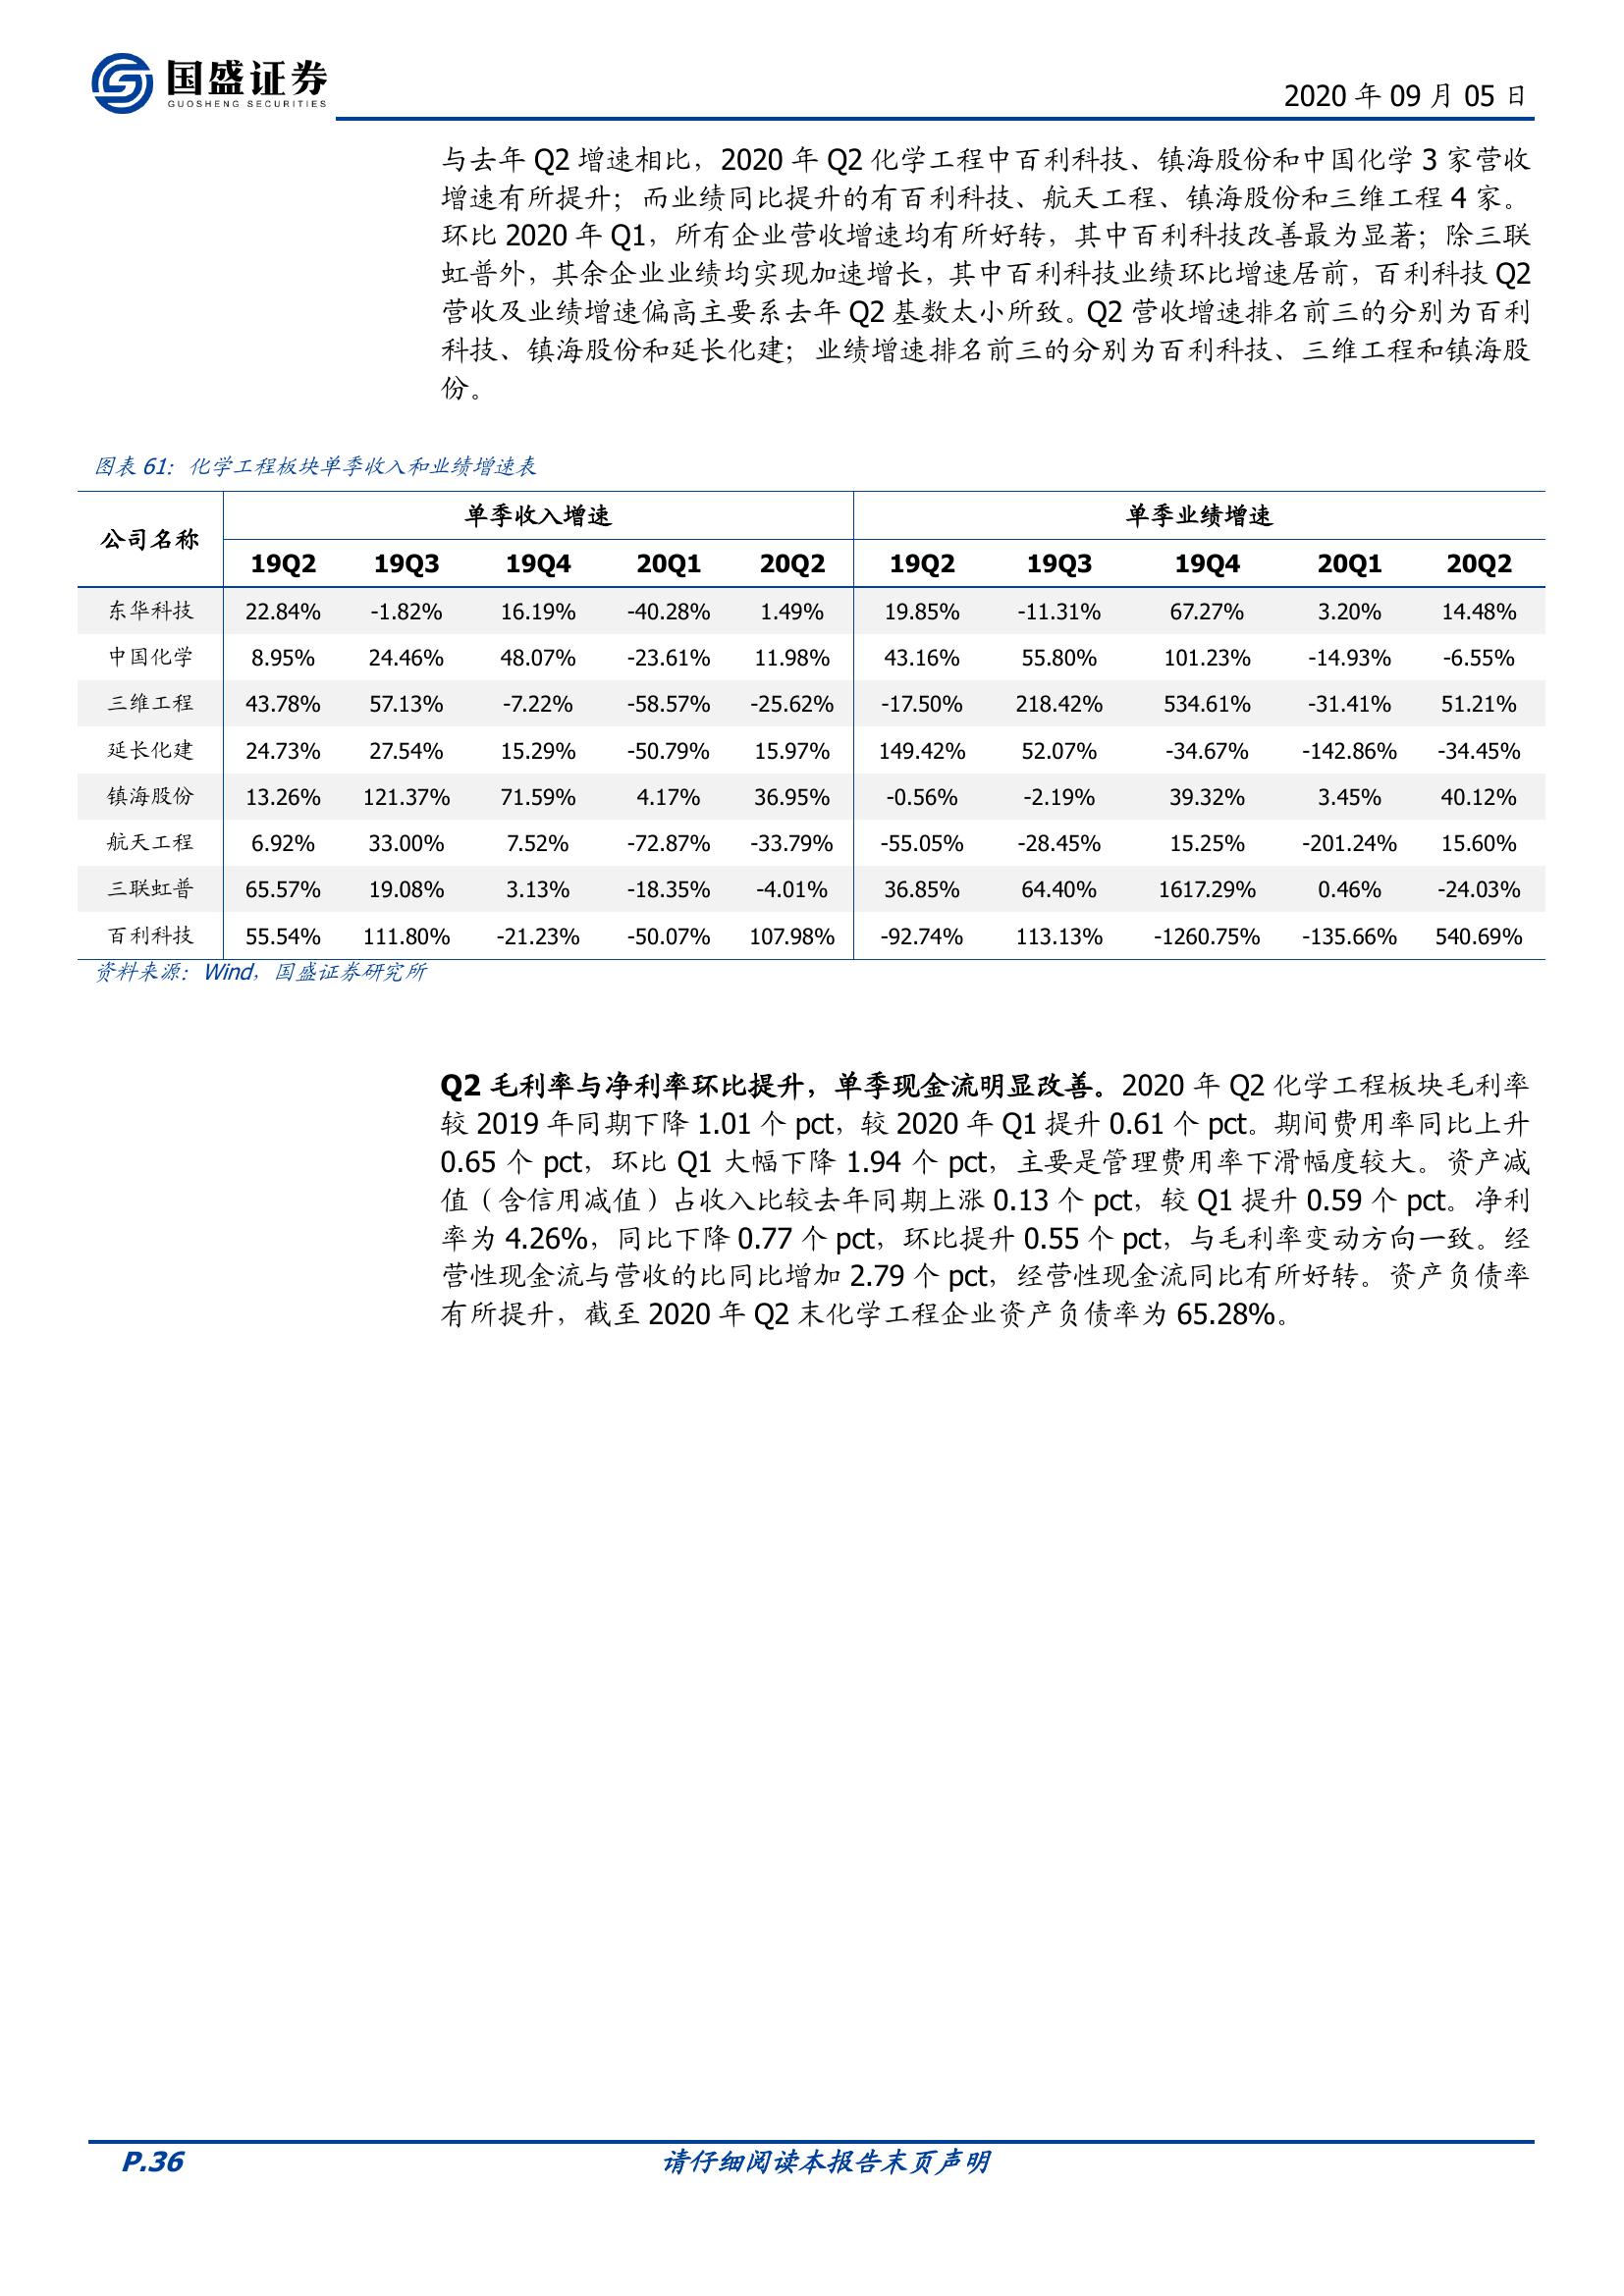 国盛证券
GUOSHENG SECURITIES
2020 年 09 月 05 日
与去年 Q2 增速相比，2020 年 Q2 化学工程中百利科技、镇海股份和中国化学 3 家营收
增速有所提升；而业绩同比提升的有百利科技、航天工程、镇海股份和三维工程 4 家。
环比 2020 年 Q1，所有企业营收增速均有所好转，其中百利科技改善最为显著；除三联
虹普外，其余企业业绩均实现加速增长，其中百利科技业绩环比增速居前，百利科技 Q2
营收及业绩增速偏高主要系去年 Q2 基数太小所致。Q2 营收增速排名前三的分别为百利
科技、镇海股份和延长化建；业绩增速排名前三的分别为百利科技、三维工程和镇海股
份。
图表 61：化学工程板块单季收入和业绩增速表
公司名称 单季收入增速 单季业绩增速
19Q2 19Q3 19Q4 20Q1 20Q2 19Q2 19Q3 19Q4 20Q1 20Q2
东华科技 22.84% -1.82% 16.19% -40.28% 1.49% 19.85% -11.31% 67.27% 3.20% 14.48%
中国化学 8.95% 24.46% 48.07% -23.61% 11.98% 43.16% 55.80% 101.23% -14.93% -6.55%
三维工程 43.78% 57.13% -7.22% -58.57% -25.62% -17.50% 218.42% 534.61% -31.41% 51.21%
延长化建 24.73% 27.54% 15.29% -50.79% 15.97% 149.42% 52.07% -34.67% -142.86% -34.45%
镇海股份 13.26% 121.37% 71.59% 4.17% 36.95% -0.56% -2.19% 39.32% 3.45% 40.12%
航天工程 6.92% 33.00% 7.52% -72.87% -33.79% -55.05% -28.45% 15.25% -201.24% 15.60%
三联虹普 65.57% 19.08% 3.13% -18.35% -4.01% 36.85% 64.40% 1617.29% 0.46% -24.03%
百利科技 55.54% 111.80% -21.23% -50.07% 107.98% -92.74% 113.13% -1260.75% -135.66% 540.69%
资料来源：Wind，国盛证券研究所
Q2 毛利率与净利率环比提升，单季现金流明显改善。2020 年 Q2 化学工程板块毛利率
较 2019 年同期下降 1.01 个 pct，较 2020 年 Q1 提升 0.61 个 pct。期间费用率同比上升
0.65 个 pct，环比 Q1 大幅下降 1.94 个 pct，主要是管理费用率下滑幅度较大。资产减
值（含信用减值）占收入比较去年同期上涨 0.13 个 pct，较 Q1 提升 0.59 个 pct。净利
率为 4.26%，同比下降 0.77 个 pct，环比提升 0.55 个 pct，与毛利率变动方向一致。经
营性现金流与营收的比同比增加 2.79 个 pct，经营性现金流同比有所好转。资产负债率
有所提升，截至 2020 年 Q2 末化学工程企业资产负债率为 65.28%。
P.36 请仔细阅读本报告末页声明